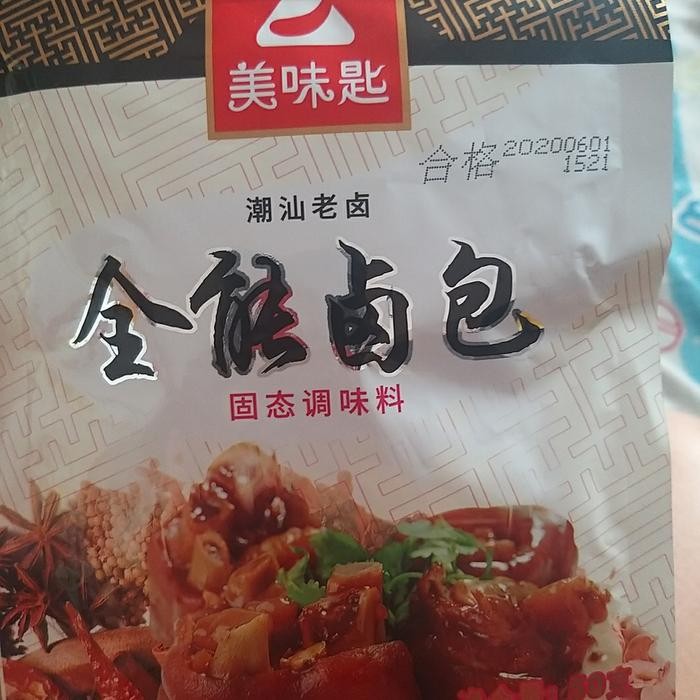 美味匙
合格 20200601
1521
潮汕老卤
全能卤包
固态调味料